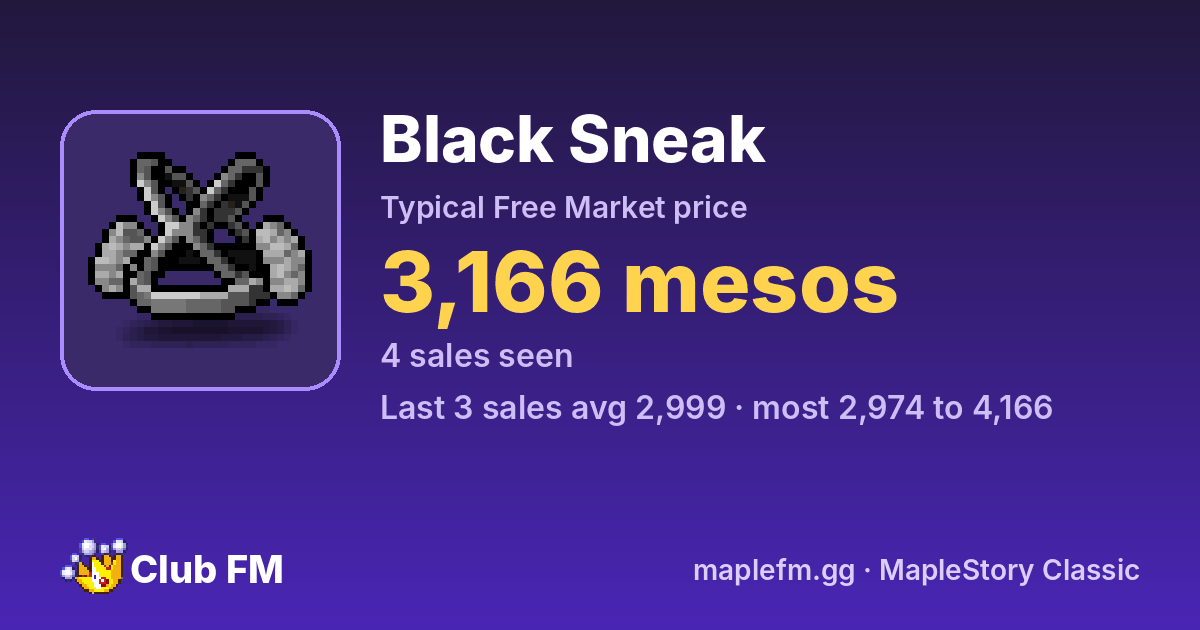 Black Sneak
Typical Free Market price
3,166 mesos
4 sales seen
Last 3 sales avg 2,999 · most 2,974 to 4,166
Club FM
maplefm.gg · MapleStory Classic